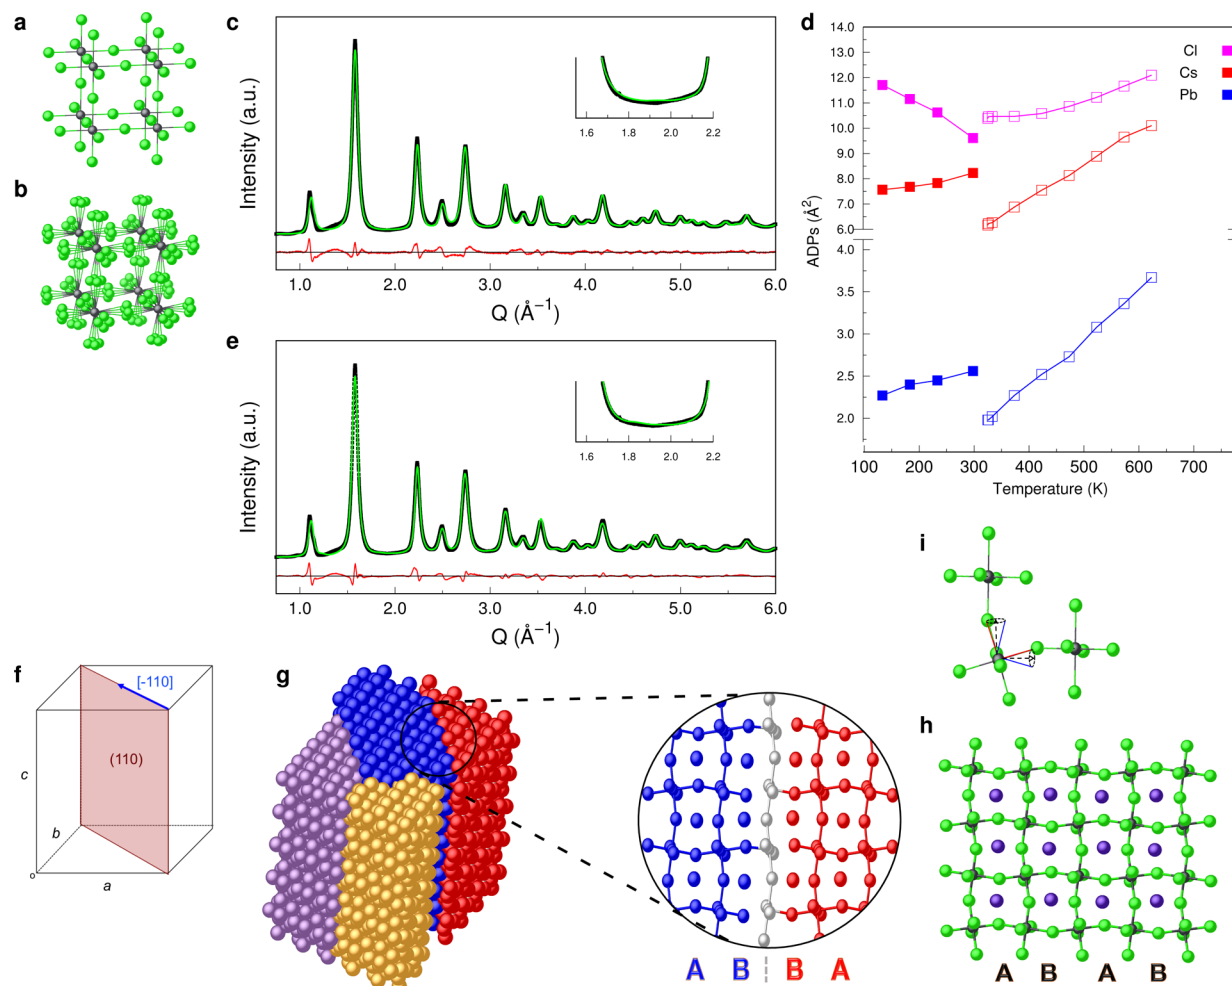 a
b
c
Intensity (a.u.)
1.6 1.8 2.0 2.2
1.0 2.0 3.0 4.0 5.0 6.0
Q (Å⁻¹)
d
14.0
13.0
12.0
11.0
10.0
9.0
8.0
7.0
6.0
4.0
3.5
3.0
2.5
2.0
ADPs (Å²)
Cl
Cs
Pb
100 200 300 400 500 600 700
Temperature (K)
e
Intensity (a.u.)
1.6 1.8 2.0 2.2
1.0 2.0 3.0 4.0 5.0 6.0
Q (Å⁻¹)
f
[-110]
(110)
c
b
o
a
g
A B B A
i
h
A B A B